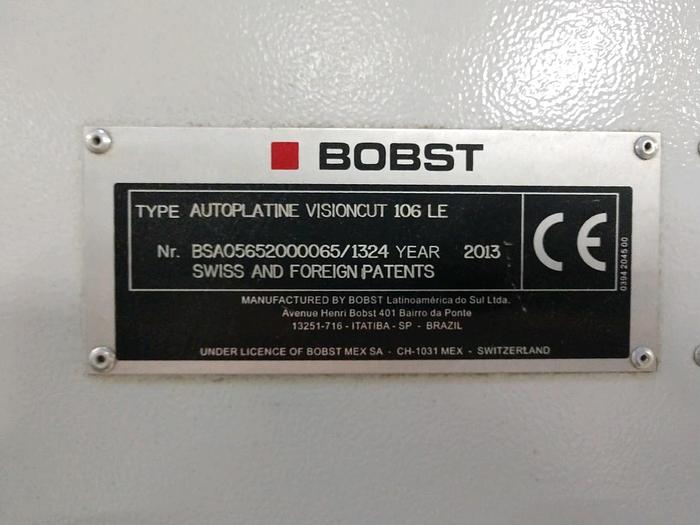 BOBST
TYPE AUTOPLATINE VISIONCUT 106 LE
Nr. BSA05652000065/1324 YEAR 2013
SWISS AND FOREIGN PATENTS
CE
0394 2045 00
MANUFACTURED BY BOBST Latinoamérica do Sul Ltda.
Avenue Henri Bobst 401 Bairro da Ponte
13251-716 - ITATIBA - SP - BRAZIL
UNDER LICENCE OF BOBST MEX SA - CH-1031 MEX - SWITZERLAND